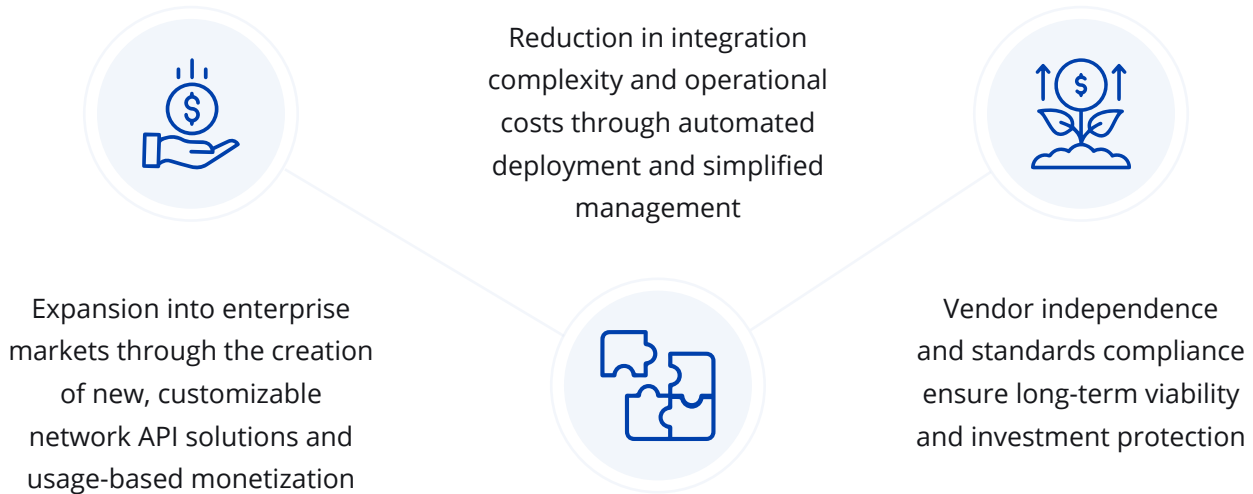 Expansion into enterprise
markets through the creation
of new, customizable
network API solutions and
usage-based monetization
Reduction in integration
complexity and operational
costs through automated
deployment and simplified
management
Vendor independence
and standards compliance
ensure long-term viability
and investment protection
$
$